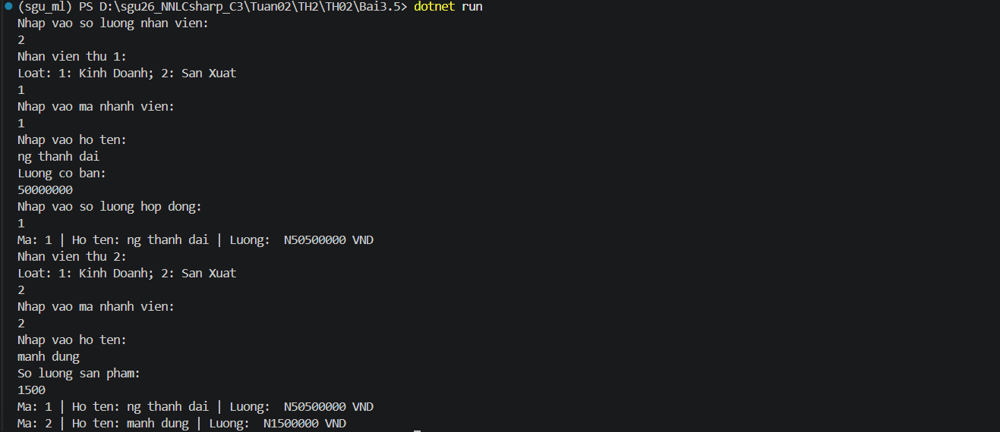 (sgu_ml) PS D:\sgu26_NNLCsharp_C3\Tuan02\TH2\TH02\Bai3.5> dotnet run
Nhap vao so luong nhan vien:
2
Nhan vien thu 1:
Loat: 1: Kinh Doanh; 2: San Xuat
1
Nhap vao ma nhanh vien:
1
Nhap vao ho ten:
ng thanh dai
Luong co ban:
50000000
Nhap vao so luong hop dong:
1
Ma: 1 | Ho ten: ng thanh dai | Luong:  N50500000 VND
Nhan vien thu 2:
Loat: 1: Kinh Doanh; 2: San Xuat
2
Nhap vao ma nhanh vien:
2
Nhap vao ho ten:
manh dung
So luong san pham:
1500
Ma: 1 | Ho ten: ng thanh dai | Luong:  N50500000 VND
Ma: 2 | Ho ten: manh dung | Luong:  N1500000 VND